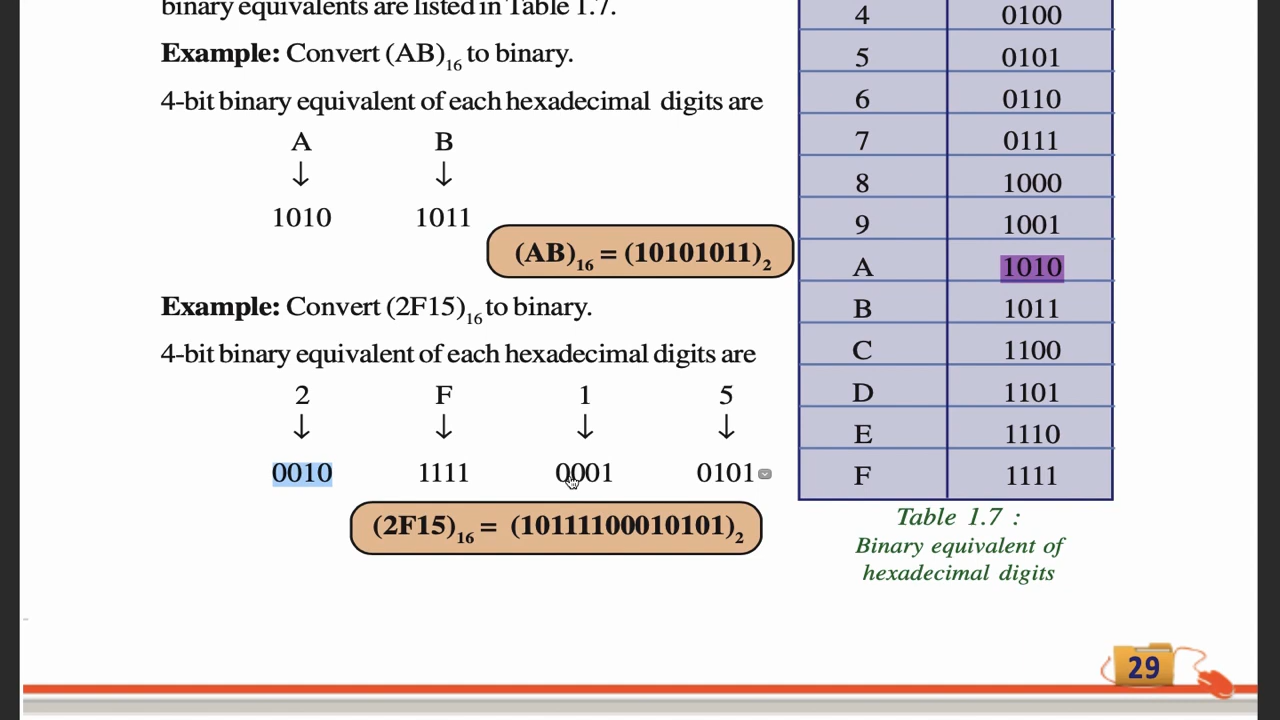 binary equivalents are listed in Table 1.7.
Example: Convert (AB)16 to binary.
4-bit binary equivalent of each hexadecimal digits are
A B
↓ ↓
1010 1011
(AB)16 = (10101011)2
Example: Convert (2F15)16 to binary.
4-bit binary equivalent of each hexadecimal digits are
2 F 1 5
↓ ↓ ↓ ↓
0010 1111 0001 0101
(2F15)16 = (10111100010101)2
4 0100
5 0101
6 0110
7 0111
8 1000
9 1001
A 1010
B 1011
C 1100
D 1101
E 1110
F 1111
Table 1.7 :
Binary equivalent of
hexadecimal digits
29